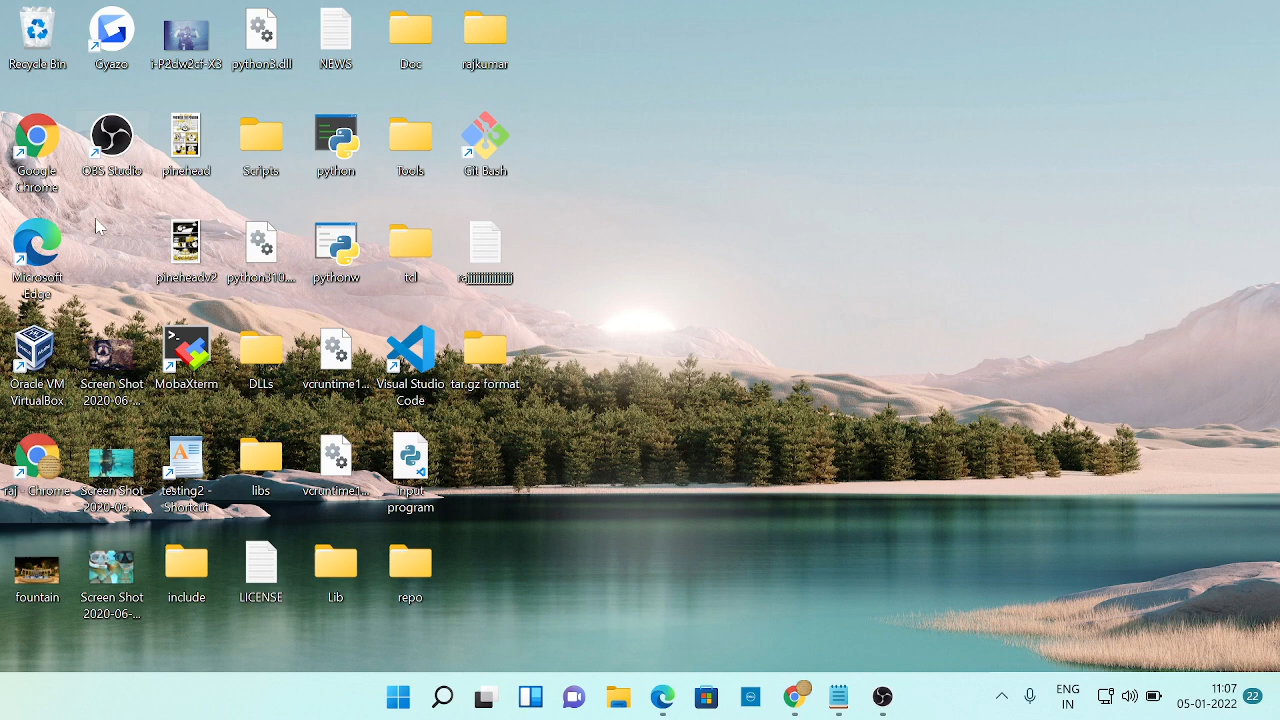 Recycle Bin
Gyazo
i-P2dw2cf-X3
python3.dll
NEWS
Doc
rajkumar
Google
Chrome
OBS Studio
pinehead
Scripts
python
Tools
Git Bash
Microsoft
Edge
pineheadv2
python310....
pythonw
tcl
Oracle VM
VirtualBox
Screen Shot
2020-06-...
MobaXterm
DLLs
vcruntime1...
Visual Studio
Code
tar.gz format
raj - Chrome
Screen Shot
2020-06-...
testing2 -
Shortcut
libs
vcruntime1...
input
program
fountain
Screen Shot
2020-06-...
include
LICENSE
Lib
repo
ENG
IN
11:07
05-01-2022
22